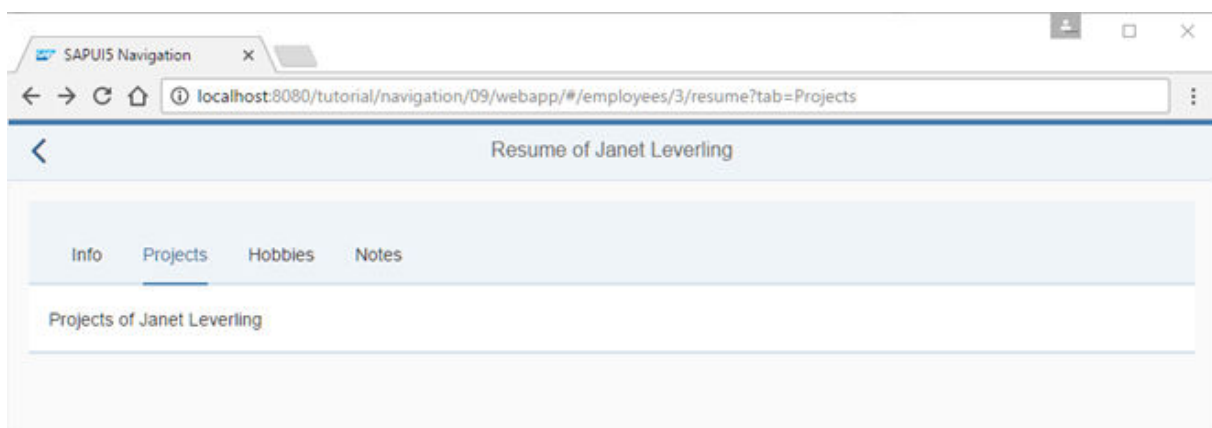 SAPUI5 Navigation
localhost:8080/tutorial/navigation/09/webapp/#/employees/3/resume?tab=Projects
Resume of Janet Leverling
Info Projects Hobbies Notes
Projects of Janet Leverling